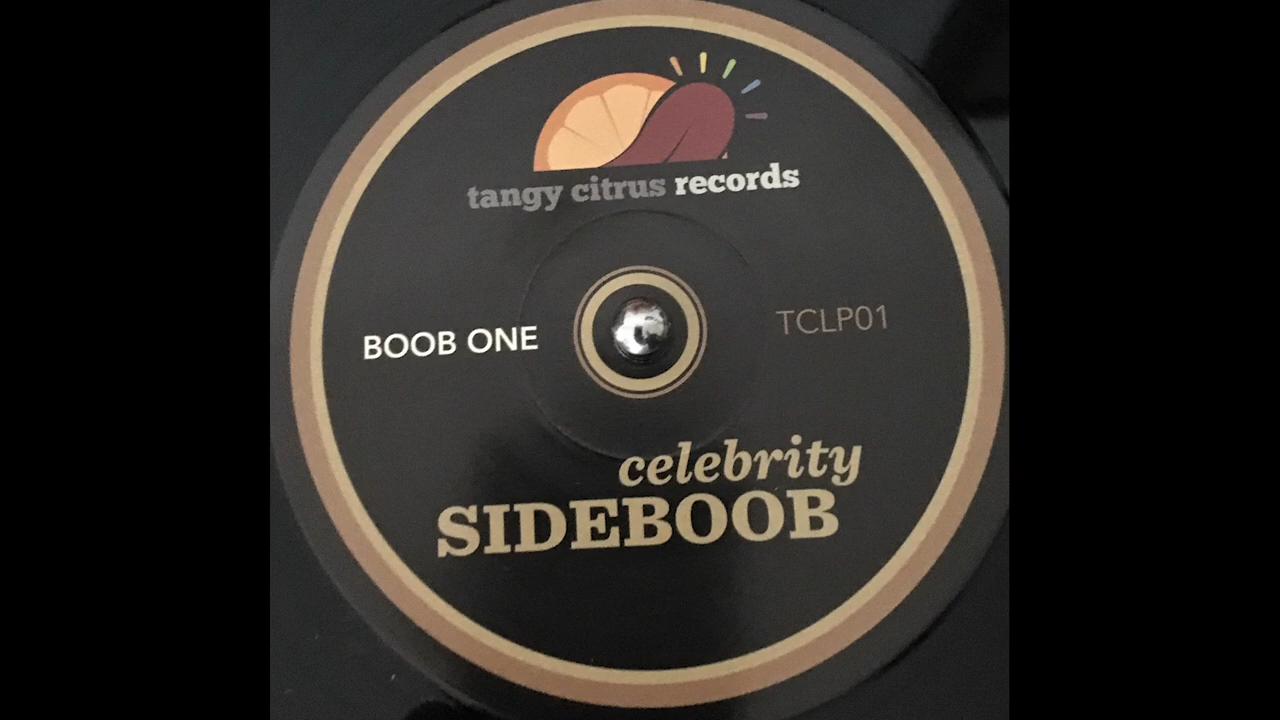 tangy citrus records
BOOB ONE
TCLP01
celebrity
SIDEBOOB